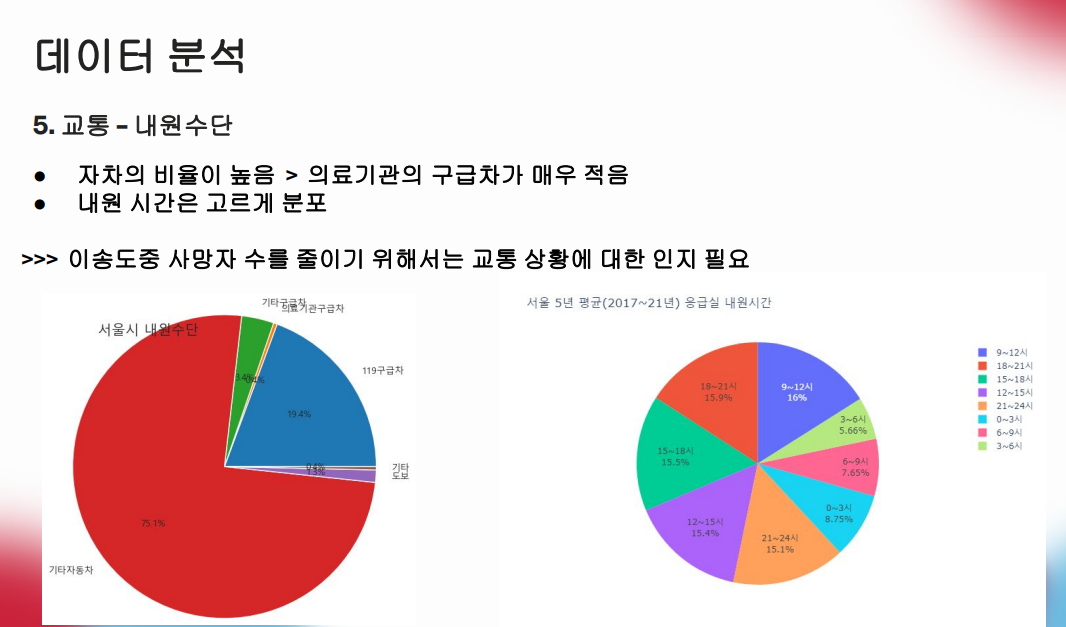 데이터 분석
5. 교통 – 내원수단
● 자차의 비율이 높음 > 의료기관의 구급차가 매우 적음
● 내원 시간은 고르게 분포
>>> 이송도중 사망자 수를 줄이기 위해서는 교통 상황에 대한 인지 필요
서울시 내원수단
기타구급차
의료기관구급차
119구급차
3.4%
0.4%
19.4%
0.4%
1.3%
기타
도보
75.1%
기타자동차
서울 5년 평균(2017~21년) 응급실 내원시간
9~12시
16%
3~6시
5.66%
6~9시
7.65%
0~3시
8.75%
21~24시
15.1%
12~15시
15.4%
15~18시
15.5%
18~21시
15.9%
9~12시
18~21시
15~18시
12~15시
21~24시
0~3시
6~9시
3~6시